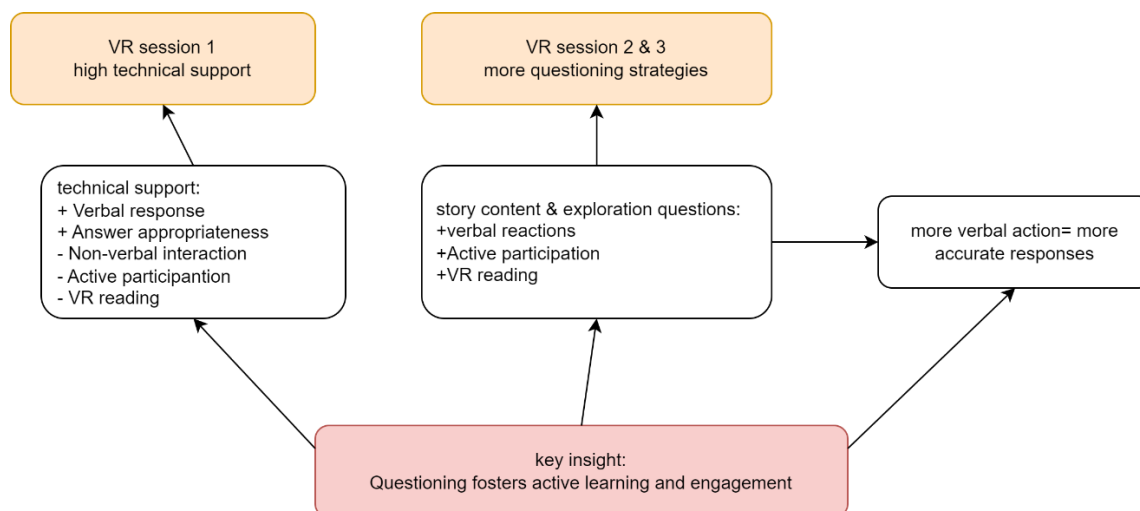 VR session 1
high technical support
VR session 2 & 3
more questioning strategies
technical support:
+ Verbal response
+ Answer appropriateness
- Non-verbal interaction
- Active participantion
- VR reading
story content & exploration questions:
+verbal reactions
+Active participation
+VR reading
more verbal action= more
accurate responses
key insight:
Questioning fosters active learning and engagement